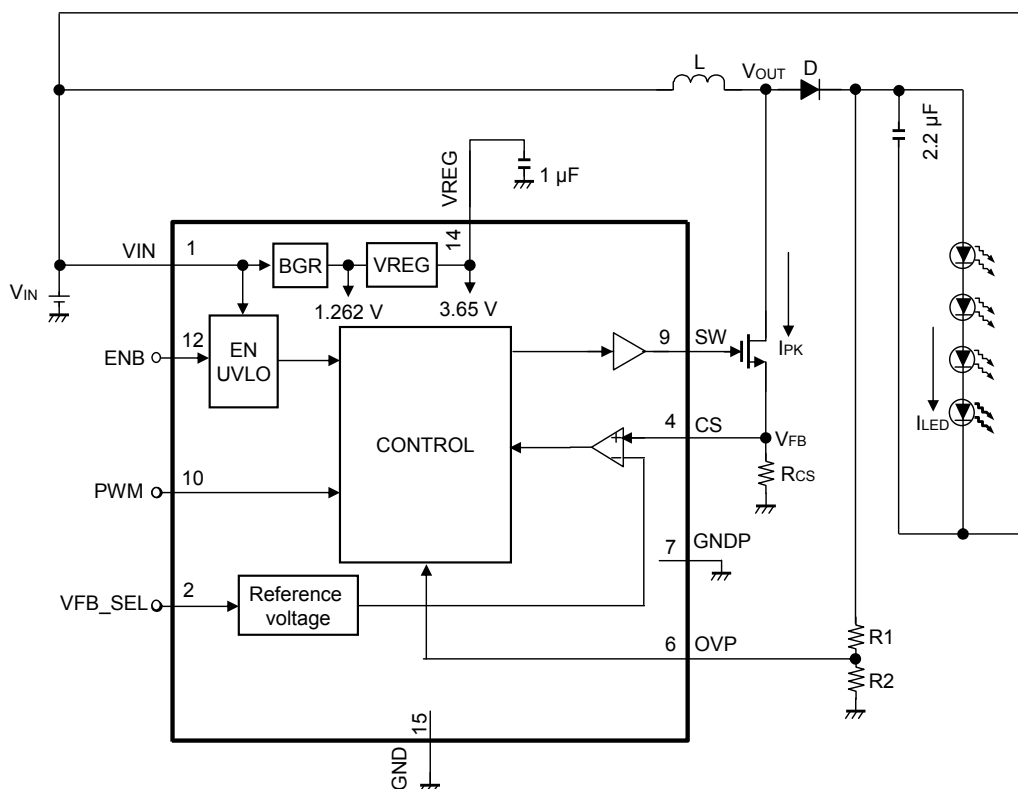 L
VOUT
D
2.2 µF
VREG
1 µF
14
VIN
1
BGR
VREG
VIN
1.262 V
3.65 V
12
ENB
EN
UVLO
9
SW
IPK
ILED
CONTROL
4
CS
VFB
RCS
10
PWM
7
GNDP
2
VFB_SEL
Reference
voltage
6
OVP
R1
R2
15
GND